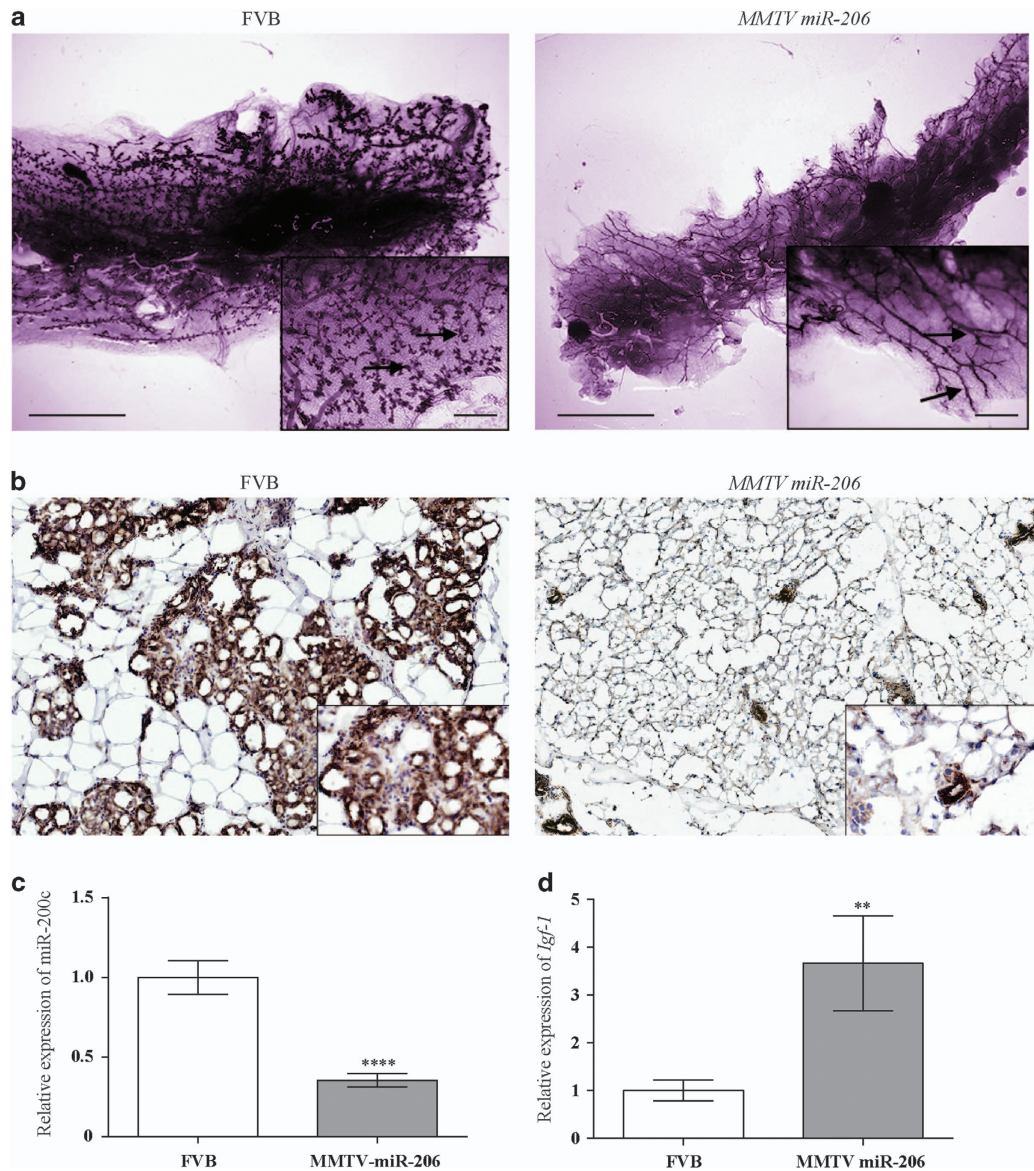 a
FVB
MMTV miR-206
b
FVB
MMTV miR-206
c
Relative expression of miR-200c
1.5
1.0
0.5
0
****
FVB
MMTV-miR-206
d
Relative expression of Igf-1
5
4
3
2
1
0
**
FVB
MMTV miR-206